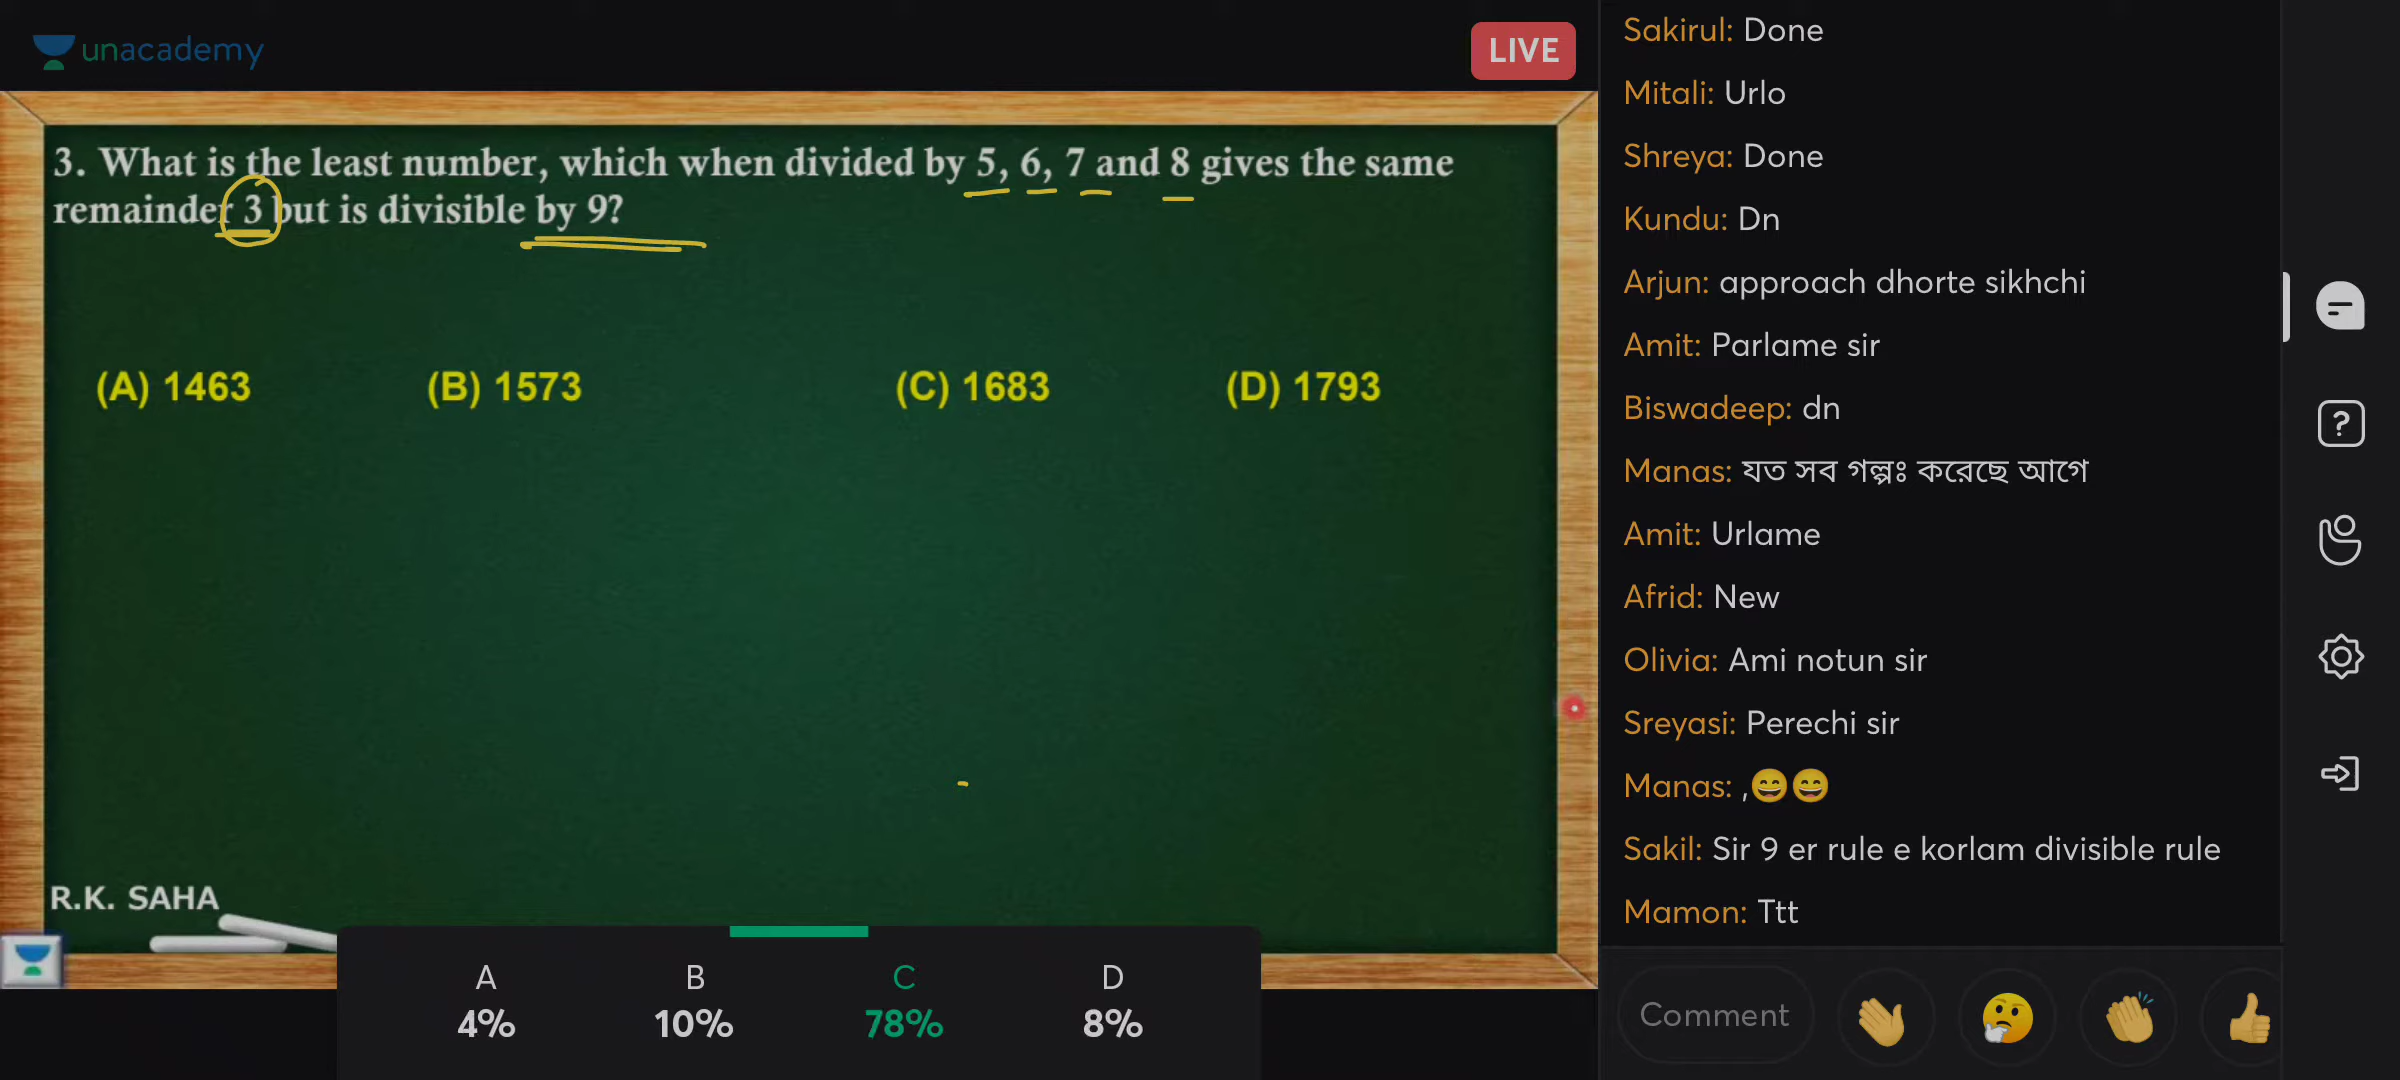 unacademy
LIVE
3. What is the least number, which when divided by 5, 6, 7 and 8 gives the same
remainder 3 but is divisible by 9?
(A) 1463 (B) 1573 (C) 1683 (D) 1793
R.K. SAHA
A B C D
4% 10% 78% 8%
Sakirul: Done
Mitali: Urlo
Shreya: Done
Kundu: Dn
Arjun: approach dhorte sikhchi
Amit: Parlame sir
Biswadeep: dn
Manas: যত সব গল্পঃ করেছে আগে
Amit: Urlame
Afrid: New
Olivia: Ami notun sir
Sreyasi: Perechi sir
Manas: ,😄😄
Sakil: Sir 9 er rule e korlam divisible rule
Mamon: Ttt
Comment